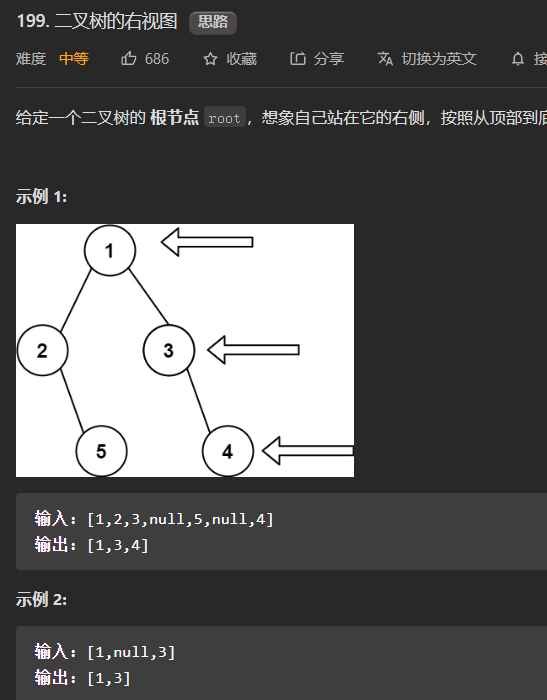 199. 二叉树的右视图 思路
难度 中等 686 收藏 分享 切换为英文 接
给定一个二叉树的 根节点 root，想象自己站在它的右侧，按照从顶部到底
示例 1:
1
2 3
5 4
输入：[1,2,3,null,5,null,4]
输出：[1,3,4]
示例 2:
输入：[1,null,3]
输出：[1,3]